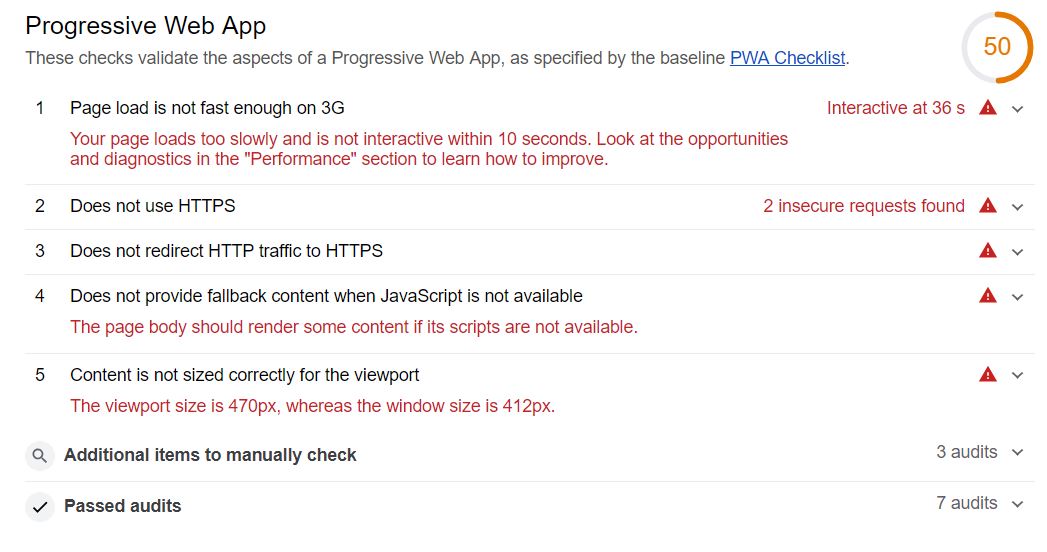 Progressive Web App
50
These checks validate the aspects of a Progressive Web App, as specified by the baseline PWA Checklist.
1 Page load is not fast enough on 3G Interactive at 36 s
Your page loads too slowly and is not interactive within 10 seconds. Look at the opportunities
and diagnostics in the "Performance" section to learn how to improve.
2 Does not use HTTPS 2 insecure requests found
3 Does not redirect HTTP traffic to HTTPS
4 Does not provide fallback content when JavaScript is not available
The page body should render some content if its scripts are not available.
5 Content is not sized correctly for the viewport
The viewport size is 470px, whereas the window size is 412px.
Additional items to manually check 3 audits
Passed audits 7 audits